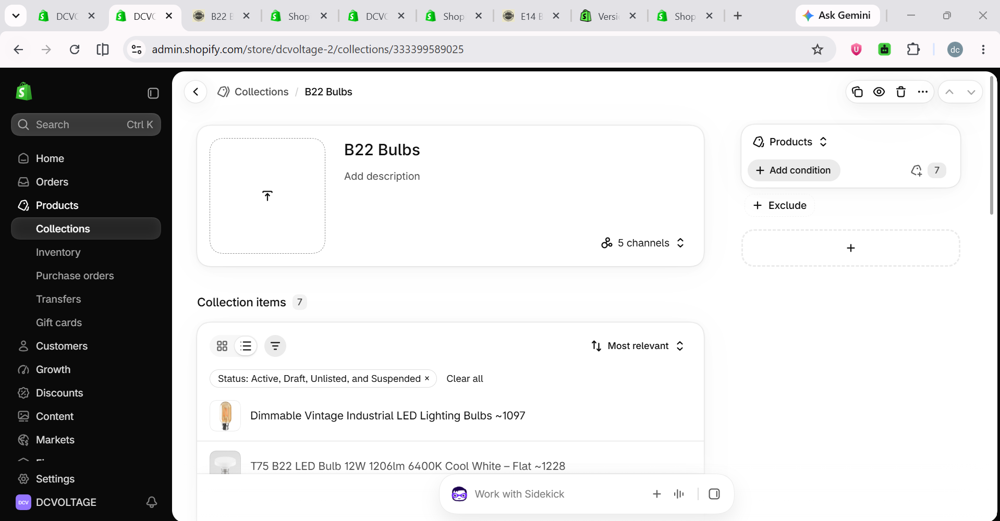 DCVC
DCVC
B22 B
Shop
DCVC
Shop
E14 B
Versi
Shop
Ask Gemini
admin.shopify.com/store/dcvoltage-2/collections/333399589025
U
dc
Search Ctrl K
Home
Orders
Products
Collections
Inventory
Purchase orders
Transfers
Gift cards
Customers
Growth
Discounts
Content
Markets
Settings
DCV DCVOLTAGE
Collections / B22 Bulbs
B22 Bulbs
Add description
5 channels
Products
+ Add condition 7
+ Exclude
+
Collection items 7
Most relevant
Status: Active, Draft, Unlisted, and Suspended × Clear all
Dimmable Vintage Industrial LED Lighting Bulbs ~1097
T75 B22 LED Bulb 12W 1206lm 6400K Cool White – Flat ~1228
Work with Sidekick